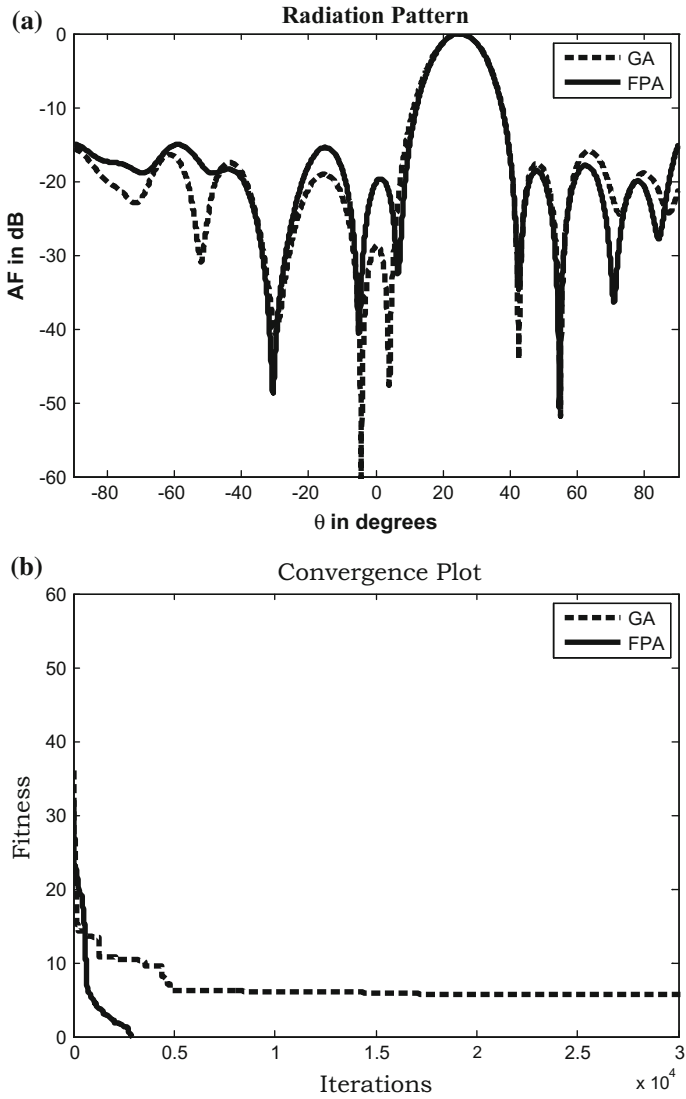 (a)
Radiation Pattern
0
-10
-20
-30
-40
-50
-60
AF in dB
GA
FPA
-80 -60 -40 -20 0 20 40 60 80
θ in degrees
(b)
Convergence Plot
60
50
40
30
20
10
0
Fitness
GA
FPA
0 0.5 1 1.5 2 2.5 3
x 10^4
Iterations